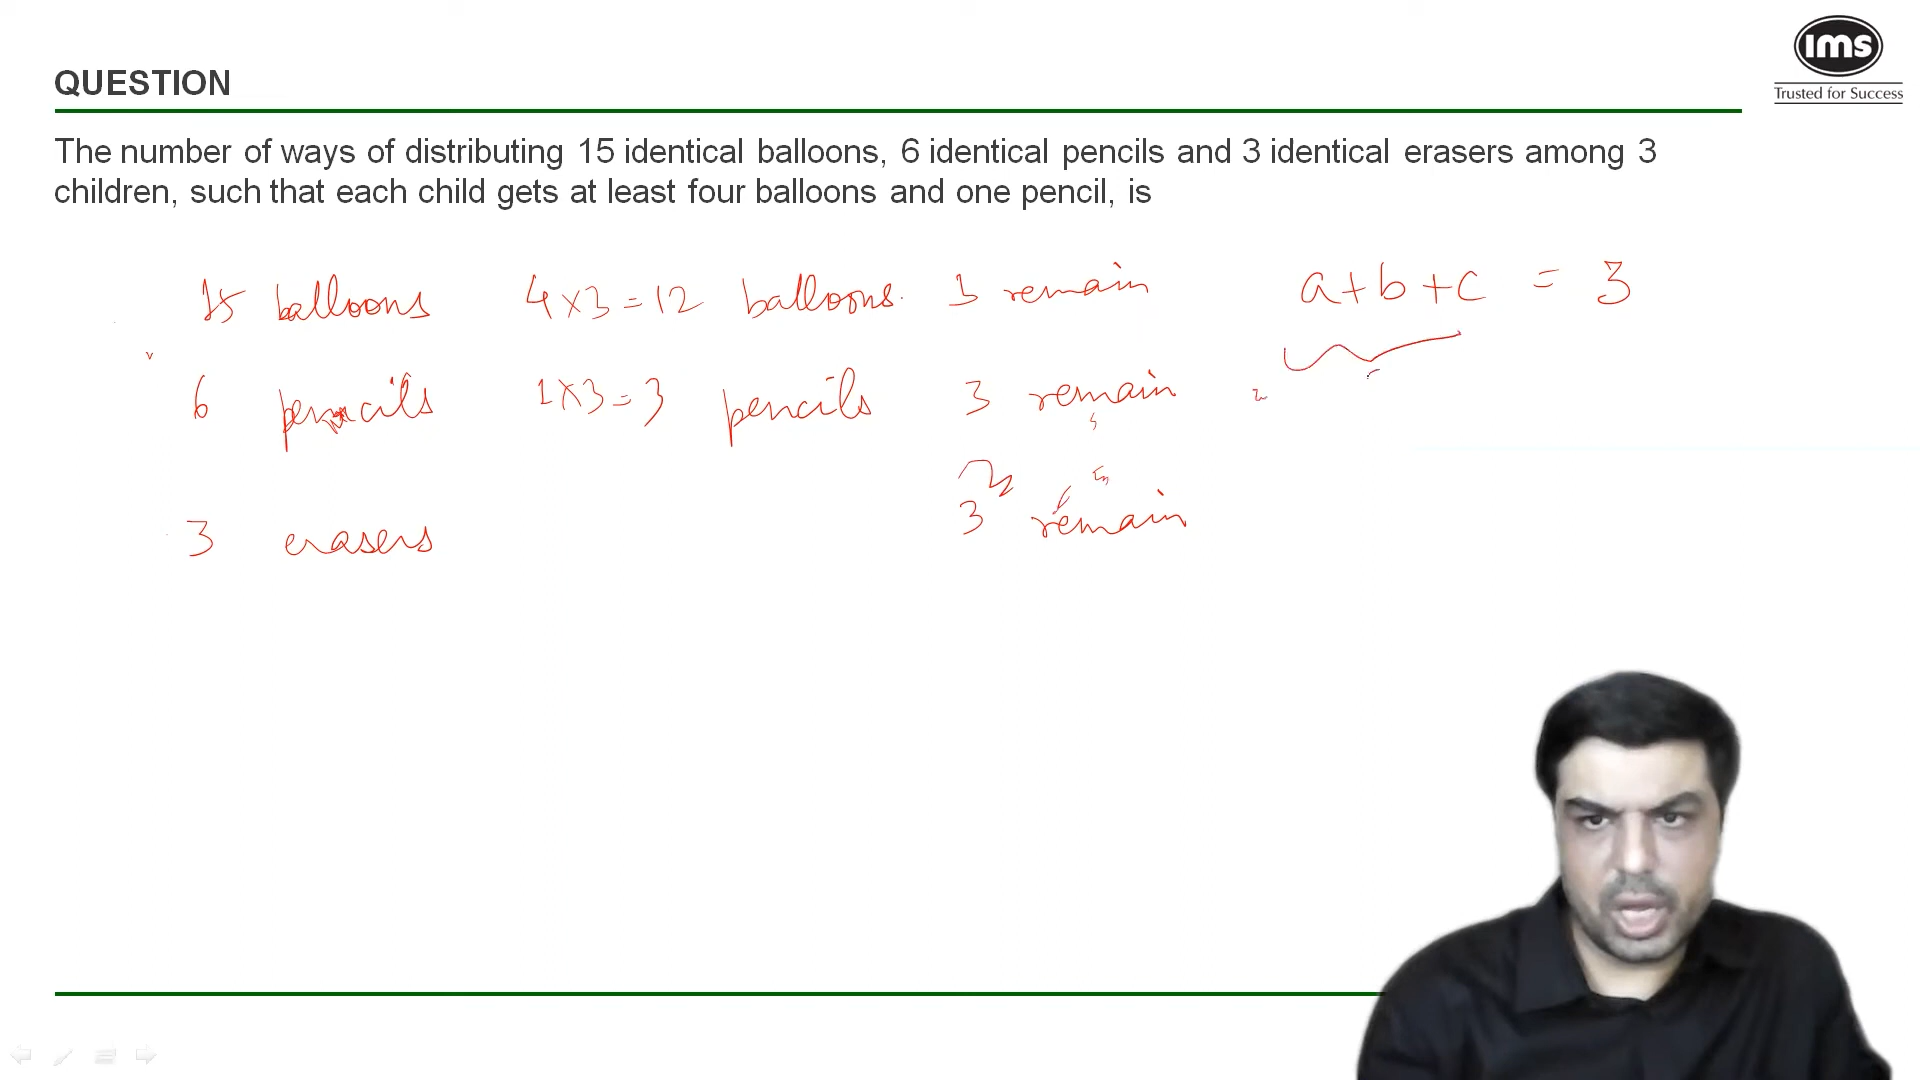 ims
Trusted for Success
QUESTION
The number of ways of distributing 15 identical balloons, 6 identical pencils and 3 identical erasers among 3
children, such that each child gets at least four balloons and one pencil, is
15 balloons 4 x 3 = 12 balloons. 3 remain a + b + c = 3
6 pencils 1 x 3 = 3 pencils 3 remain
3 erasers 3 remain